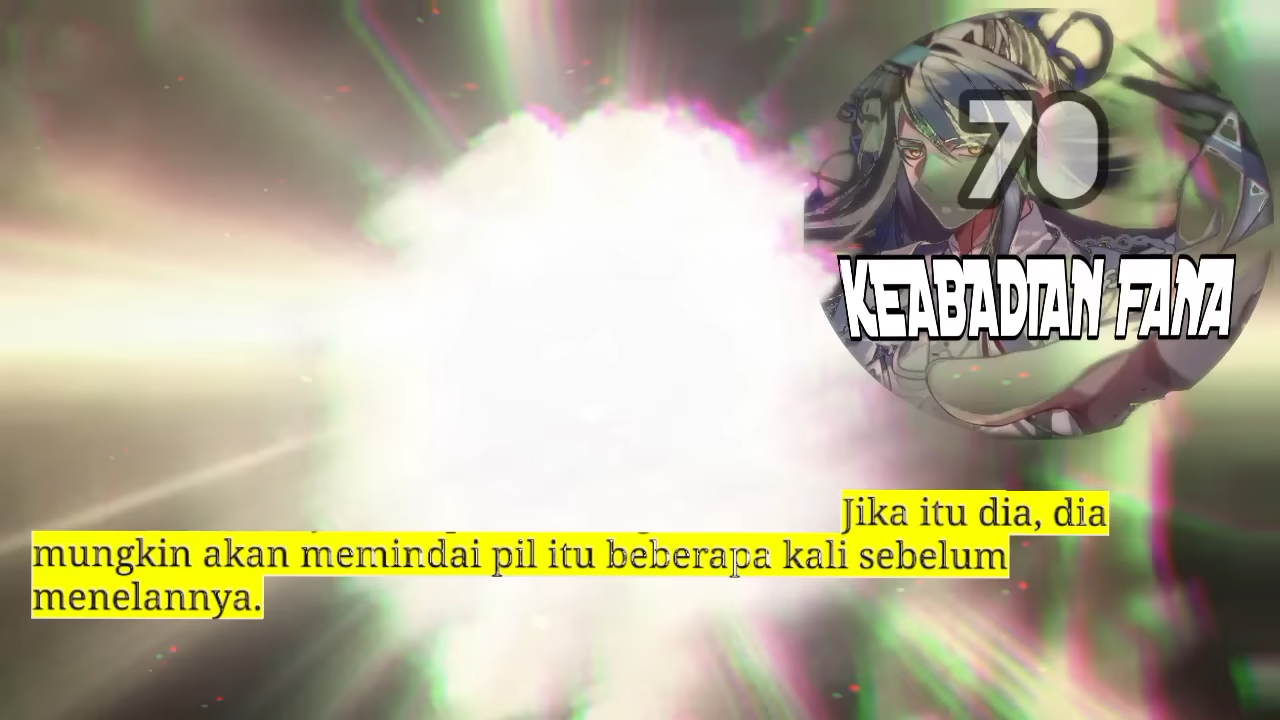 70
KEABADIAN FANA
Jika itu dia, dia
mungkin akan memindai pil itu beberapa kali sebelum
menelannya.